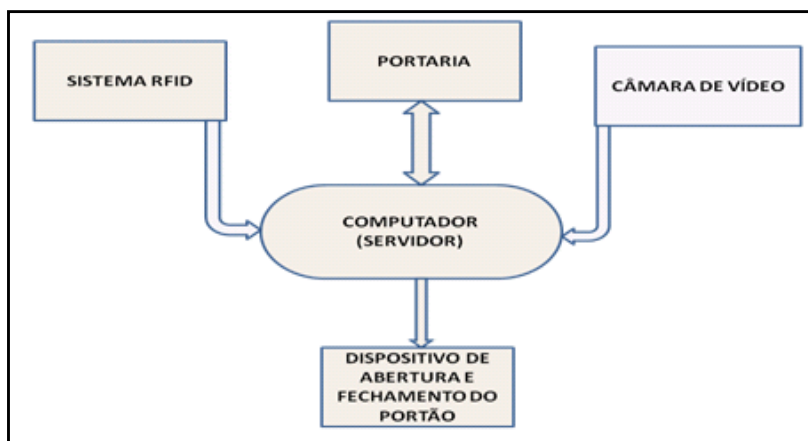 SISTEMA RFID
PORTARIA
CÂMARA DE VÍDEO
COMPUTADOR
(SERVIDOR)
DISPOSITIVO DE
ABERTURA E
FECHAMENTO DO
PORTÃO